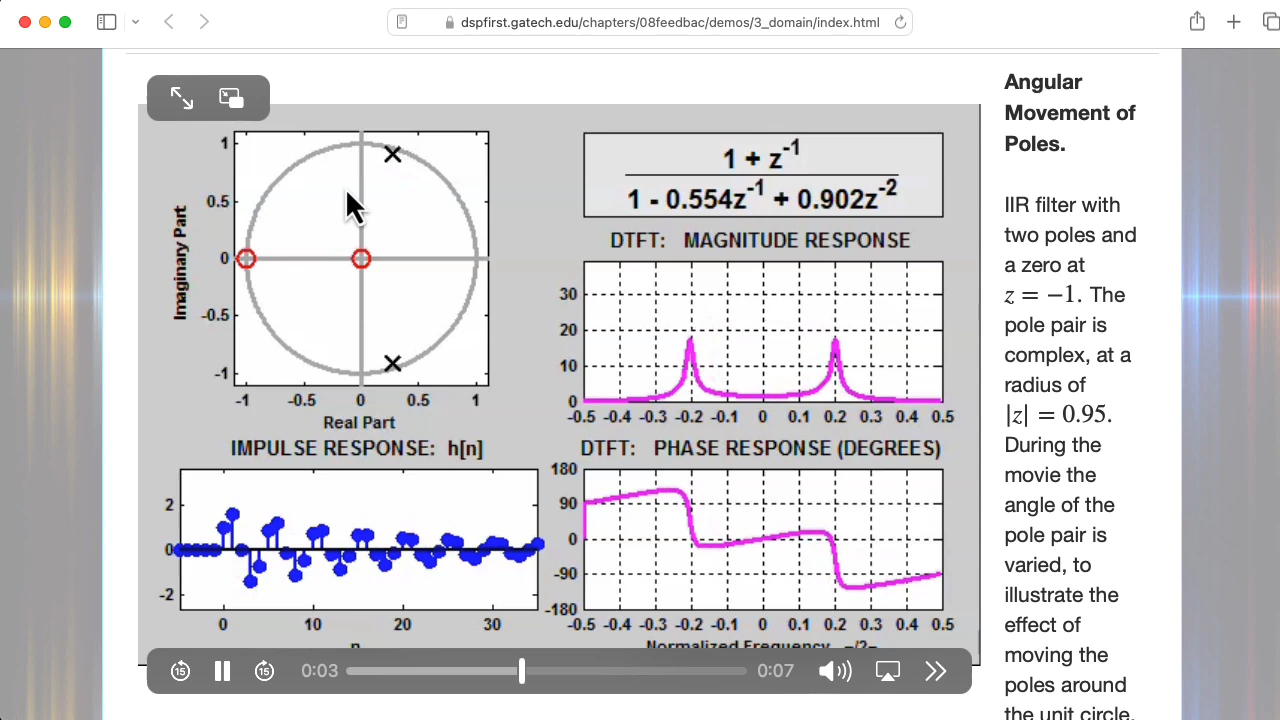 dspfirst.gatech.edu/chapters/08feedbac/demos/3_domain/index.html
15
15
0:03
0:07
Imaginary Part
1
0.5
0
-0.5
-1
-1 -0.5 0 0.5 1
Real Part
1 + z^-1
1 - 0.554z^-1 + 0.902z^-2
DTFT: MAGNITUDE RESPONSE
30
20
10
0
-0.5 -0.4 -0.3 -0.2 -0.1 0 0.1 0.2 0.3 0.4 0.5
IMPULSE RESPONSE: h[n]
2
0
-2
0 10 20 30
n
DTFT: PHASE RESPONSE (DEGREES)
180
90
0
-90
-180
-0.5 -0.4 -0.3 -0.2 -0.1 0 0.1 0.2 0.3 0.4 0.5
Normalized Frequency
Angular
Movement of
Poles.
IIR filter with
two poles and
a zero at
z = −1. The
pole pair is
complex, at a
radius of
|z| = 0.95.
During the
movie the
angle of the
pole pair is
varied, to
illustrate the
effect of
moving the
poles around
the unit circle.